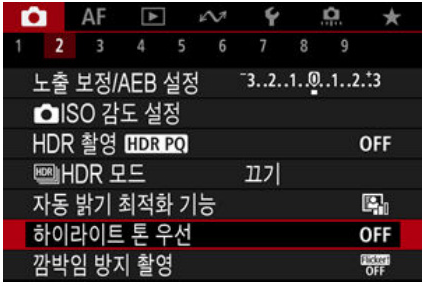 AF
1 2 3 4 5 6 7 8 9
노출 보정/AEB 설정 -3..2..1..0..1..2.+3
ISO 감도 설정
HDR 촬영 HDR PQ OFF
HDR HDR 모드 끄기
자동 밝기 최적화 기능
하이라이트 톤 우선 OFF
깜박임 방지 촬영 Flicker! OFF